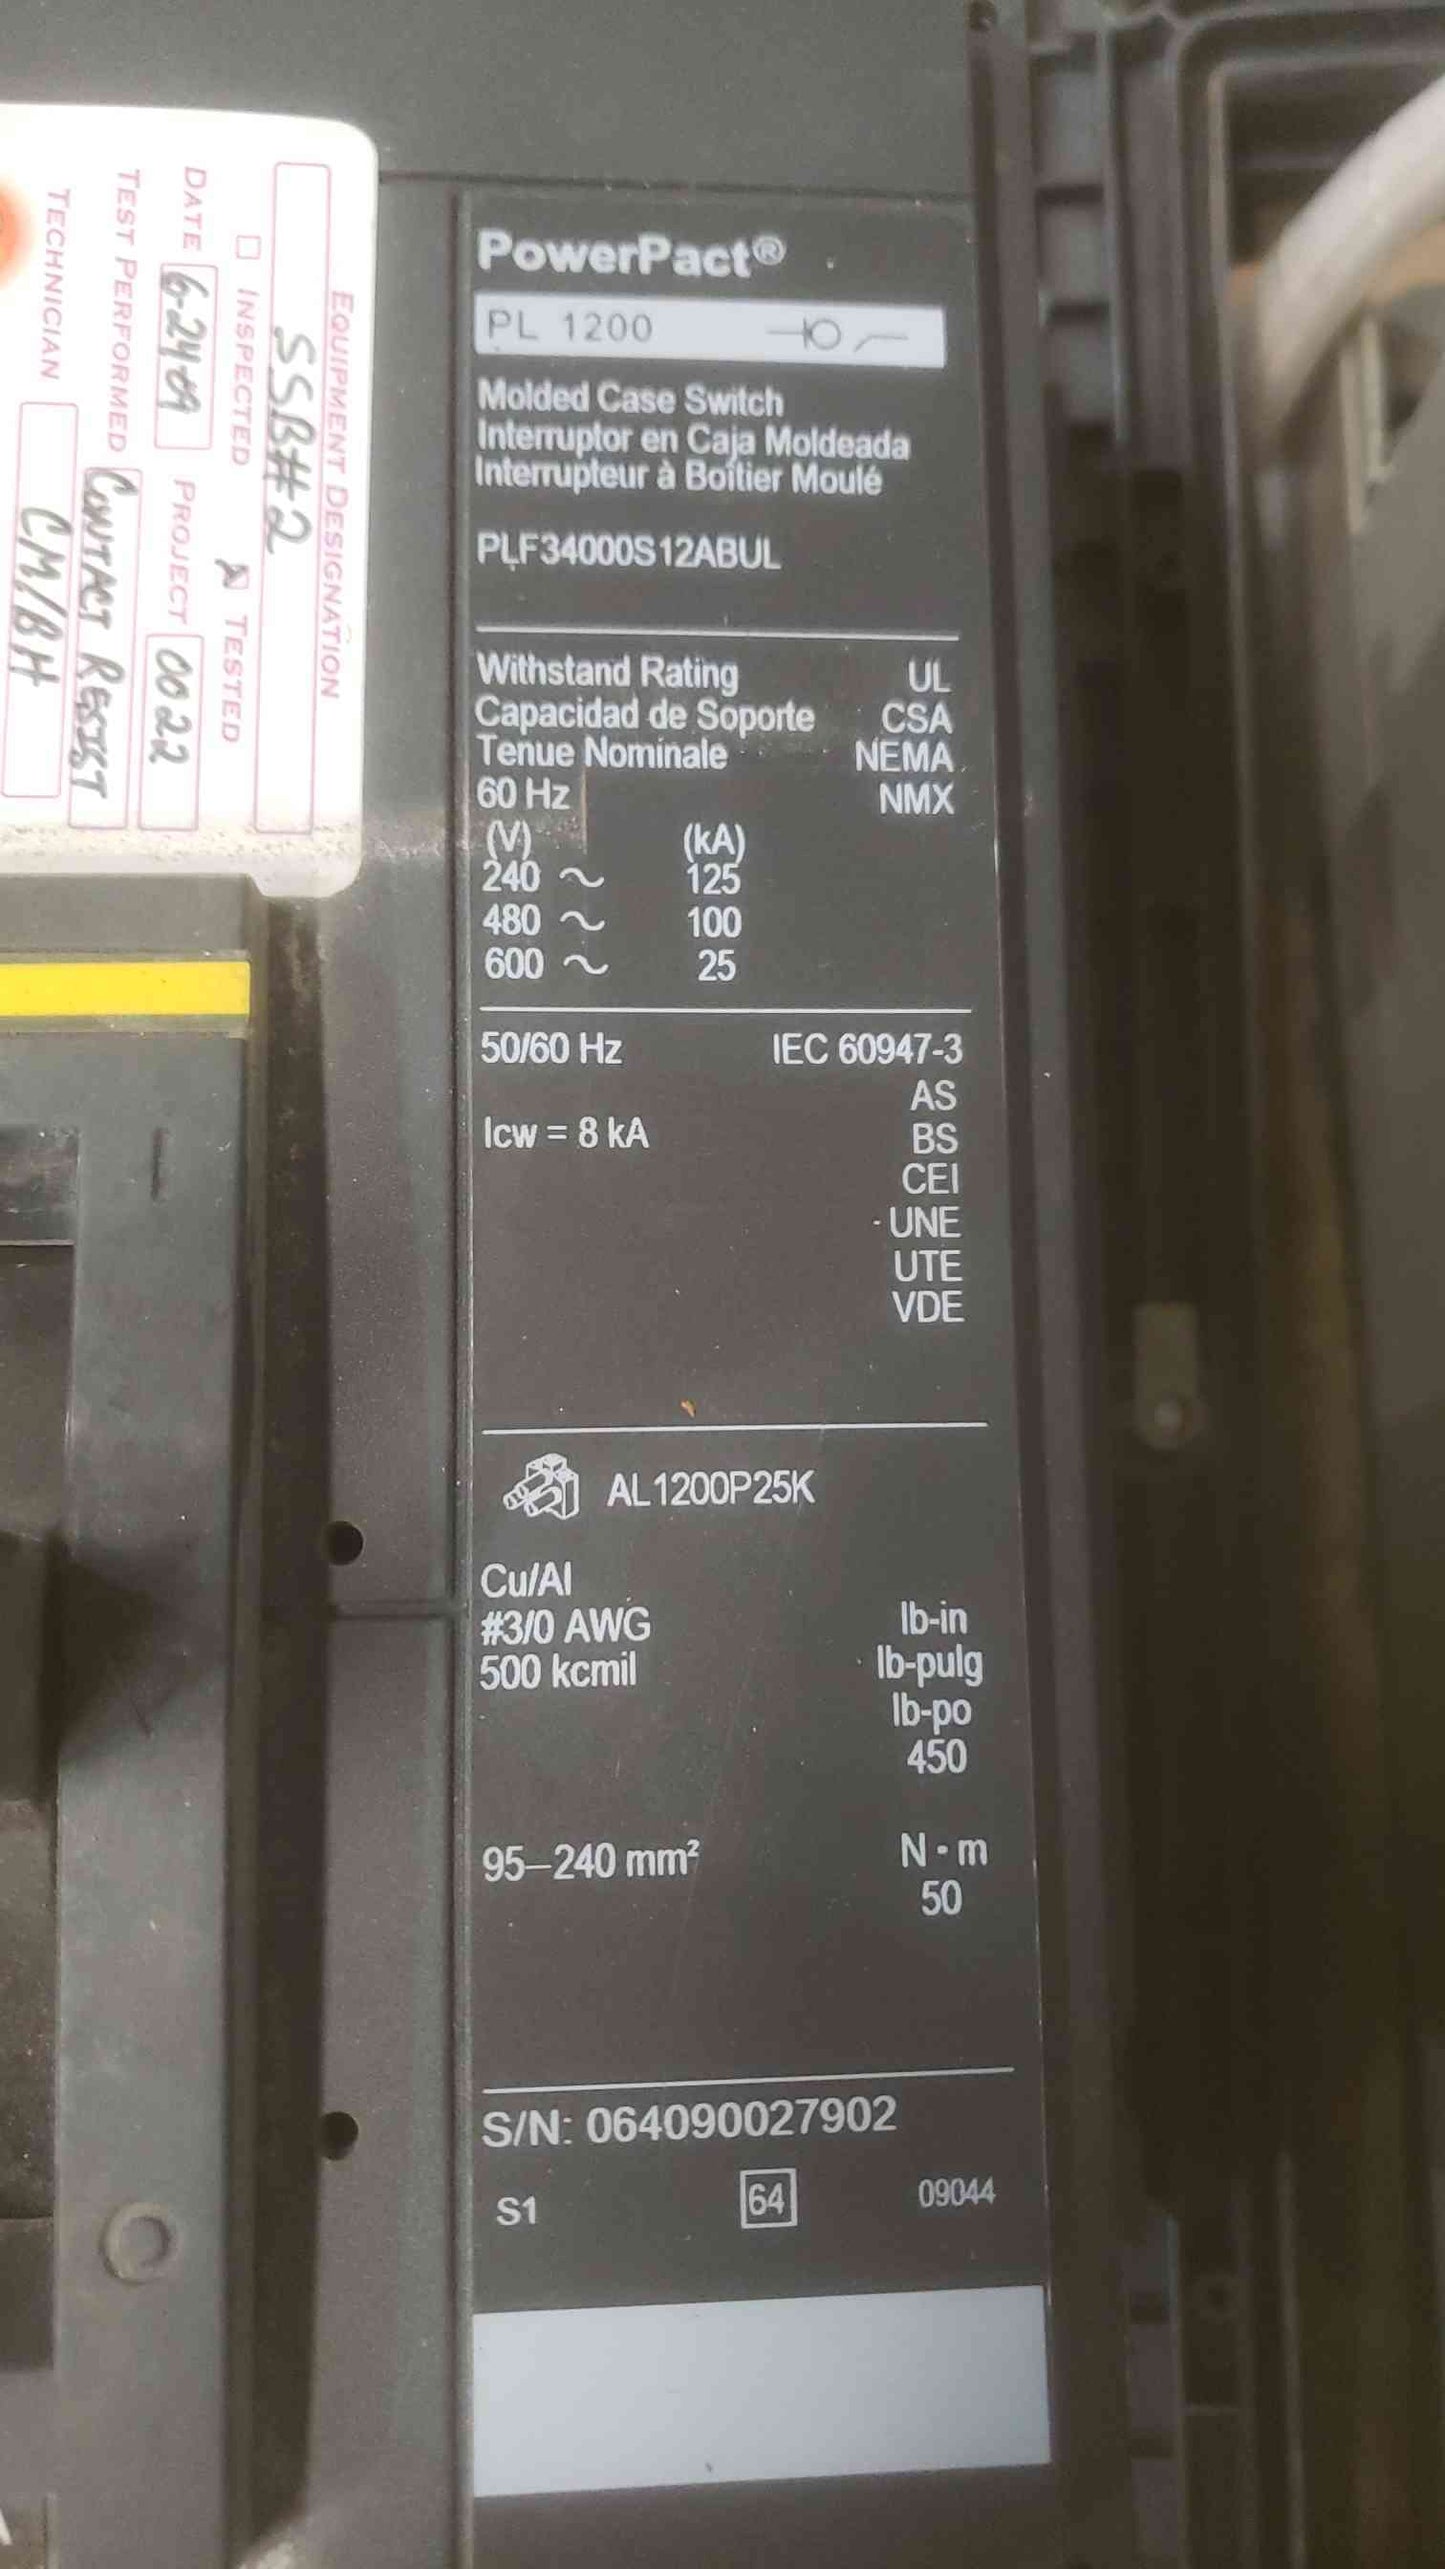 EQUIPMENT DESIGNATION
SSB#2
INSPECTED TESTED
DATE 6-24-09 PROJECT 0022
TEST PERFORMED CONTACT RESIST
TECHNICIAN CM/BH
PowerPact®
PL 1200
Molded Case Switch
Interruptor en Caja Moldeada
Interrupteur à Boîtier Moulé
PLF34000S12ABUL
Withstand Rating UL
Capacidad de Soporte CSA
Tenue Nominale NEMA
60 Hz NMX
(V) (kA)
240 ~ 125
480 ~ 100
600 ~ 25
50/60 Hz IEC 60947-3
AS
Icw = 8 kA BS
CEI
UNE
UTE
VDE
AL1200P25K
Cu/Al
#3/0 AWG lb-in
500 kcmil lb-pulg
lb-po
450
95–240 mm² N·m
50
S/N: 064090027902
S1 64 09044